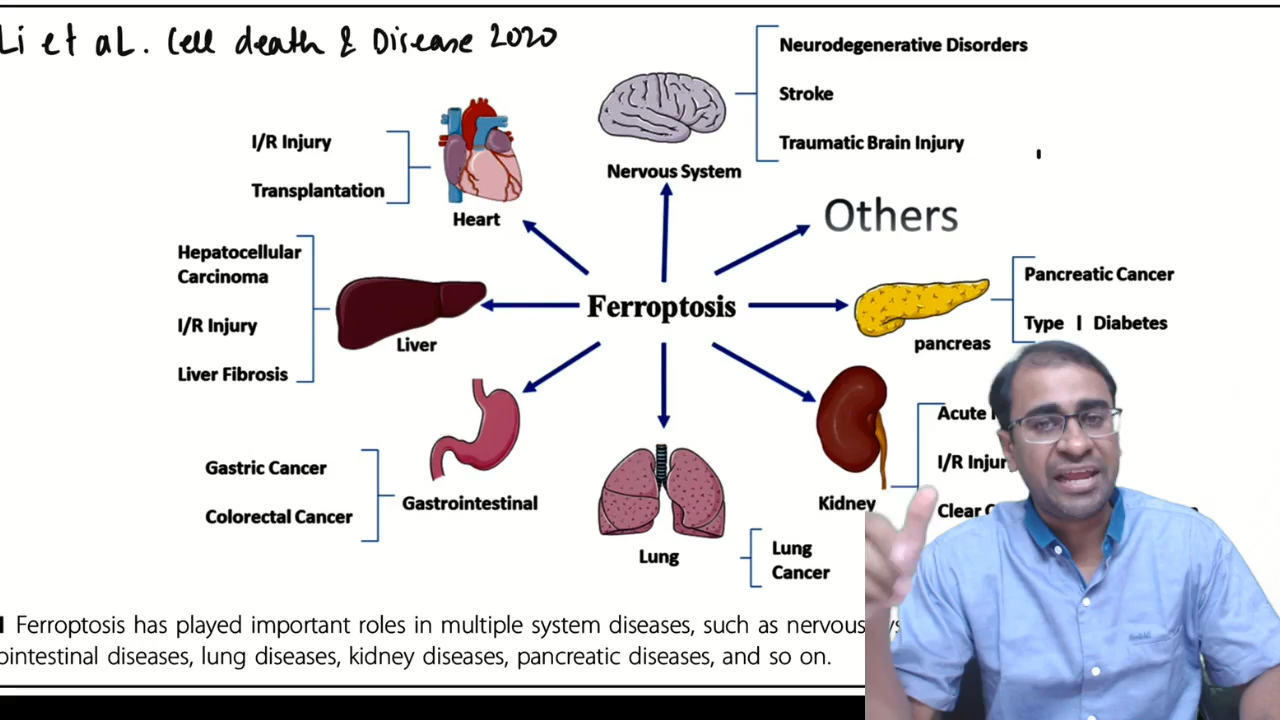 Li et al. Cell death & Disease 2020
Neurodegenerative Disorders
Stroke
Traumatic Brain Injury
Nervous System
I/R Injury
Transplantation
Heart
Others
Hepatocellular
Carcinoma
I/R Injury
Liver Fibrosis
Liver
Ferroptosis
Pancreatic Cancer
Type I Diabetes
pancreas
Gastric Cancer
Colorectal Cancer
Gastrointestinal
Lung
Lung
Cancer
Kidney
Acute
I/R Injur
Clear
Ferroptosis has played important roles in multiple system diseases, such as nervous
ointestinal diseases, lung diseases, kidney diseases, pancreatic diseases, and so on.